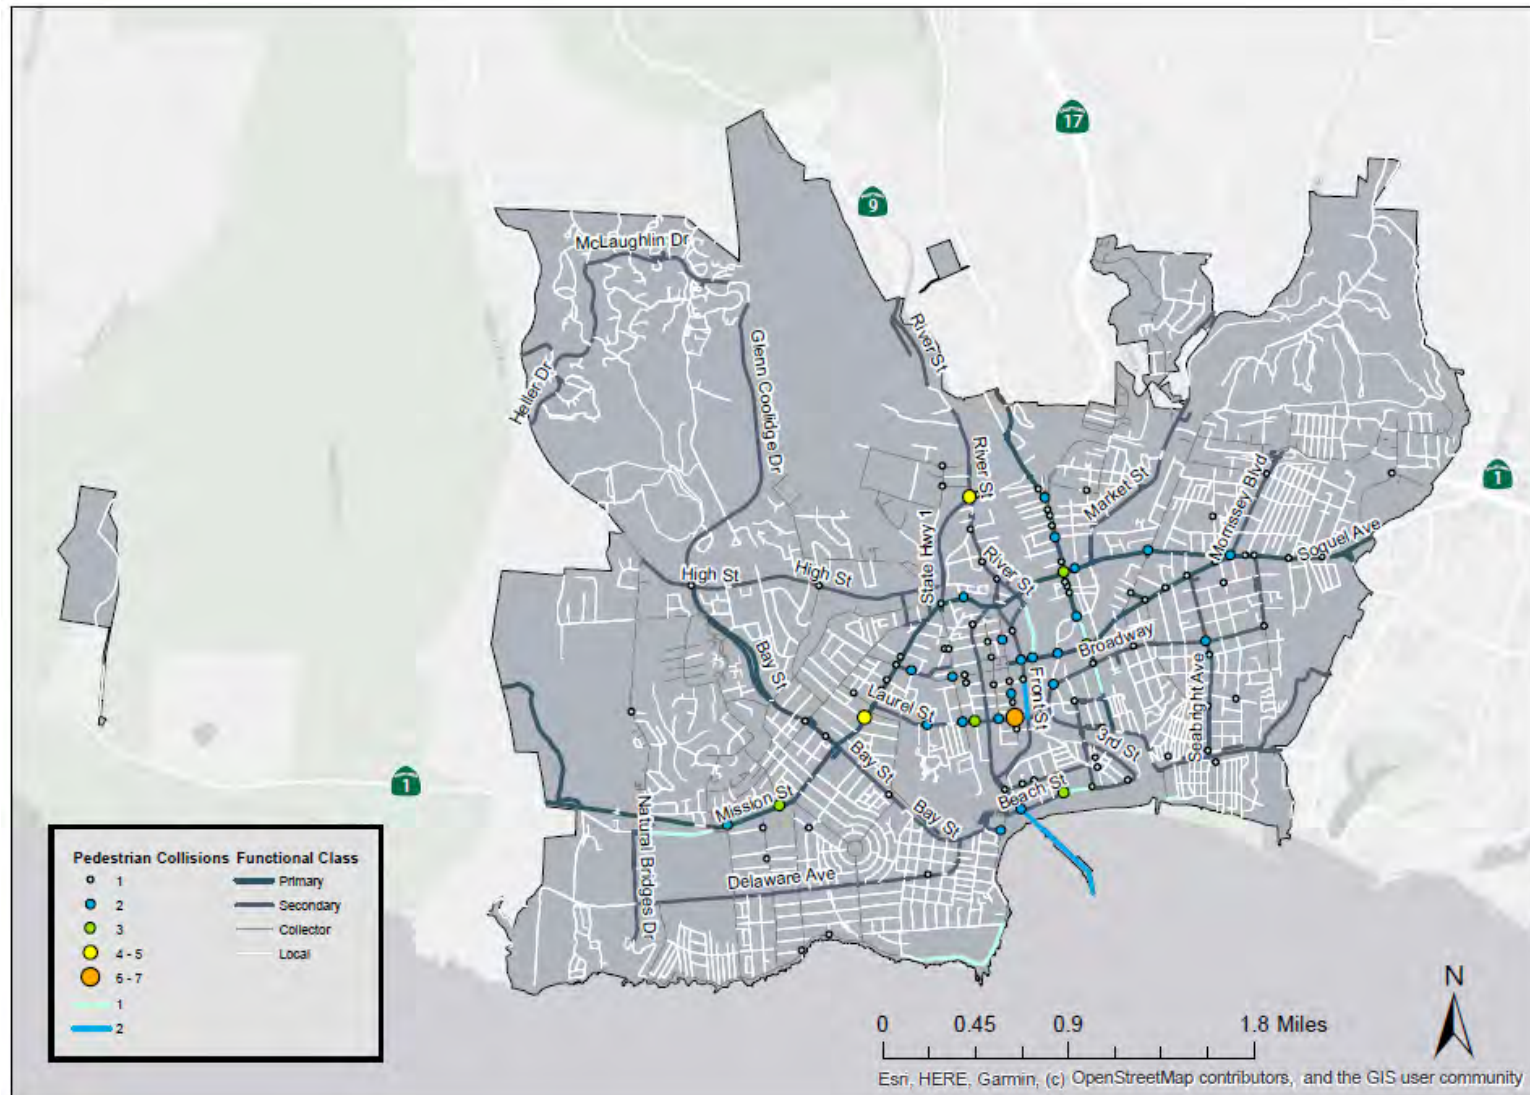 17
9
McLaughlin Dr
River St
Heller Dr
Glenn Coolidge Dr
River St
Market St
Morrissey Blvd
1
Soquel Ave
State Hwy 1
River St
High St
High St
Bay St
Broadway
Laurel St
Front St
Seabright Ave
3rd St
Bay St
Beach St
1
Mission St
Bay St
Natural Bridges Dr
Delaware Ave
Pedestrian Collisions Functional Class
1 Primary
2 Secondary
3 Collector
4 - 5 Local
6 - 7
1
2
N
0 0.45 0.9 1.8 Miles
Esri, HERE, Garmin, (c) OpenStreetMap contributors, and the GIS user community